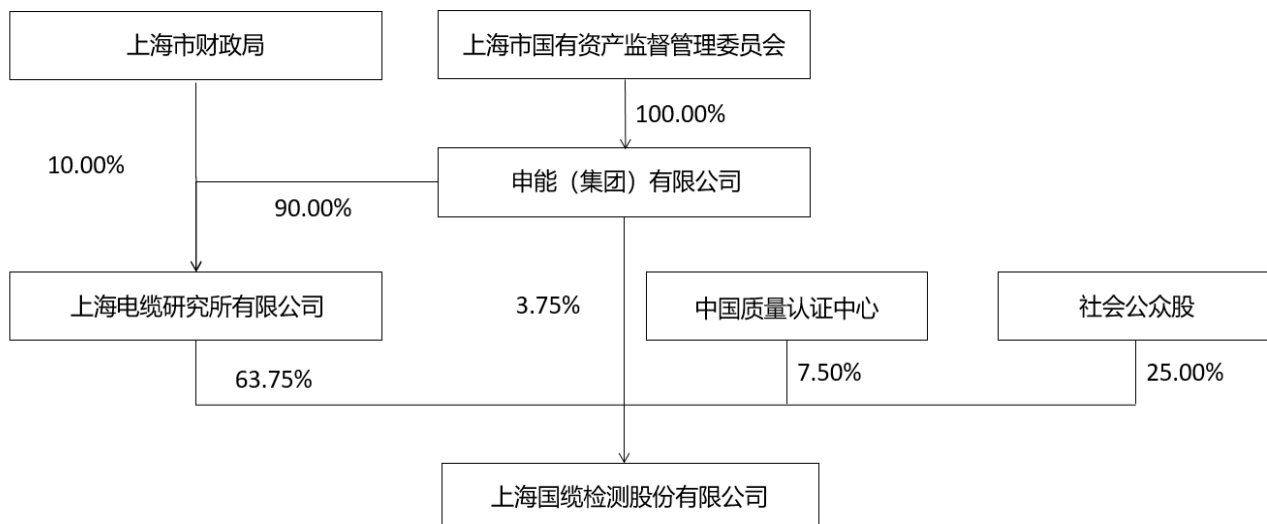 上海市财政局
上海市国有资产监督管理委员会
100.00%
10.00%
申能（集团）有限公司
90.00%
上海电缆研究所有限公司
3.75%
中国质量认证中心
社会公众股
63.75%
7.50%
25.00%
上海国缆检测股份有限公司